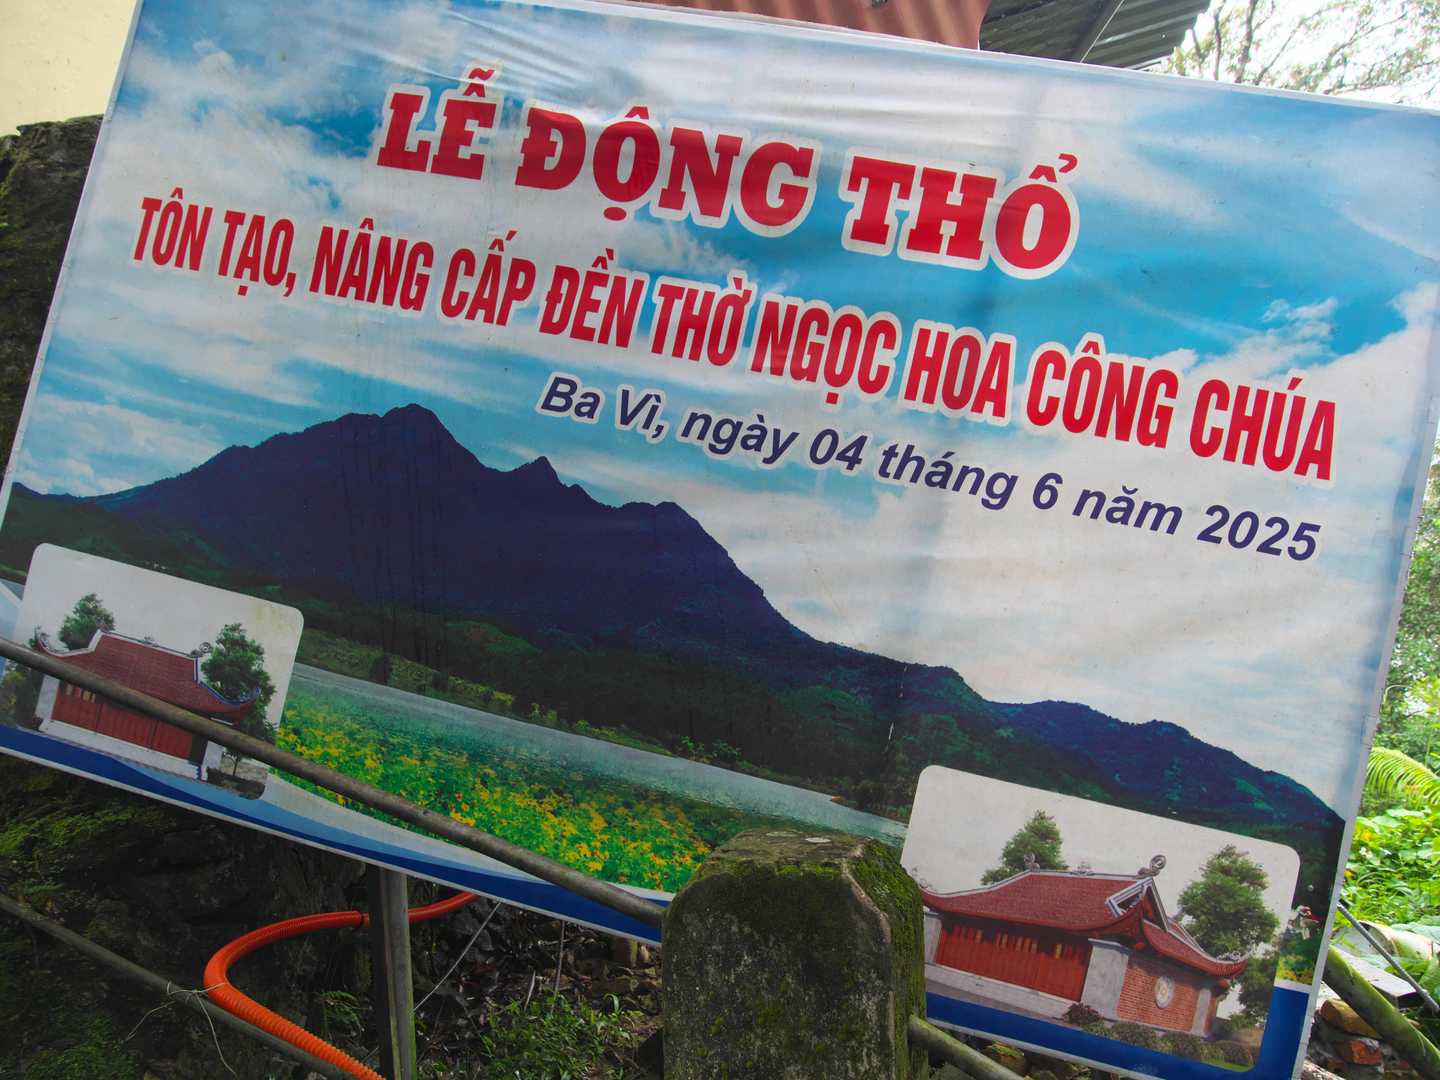 LỄ ĐỘNG THỔ
TÔN TẠO, NÂNG CẤP ĐỀN THỜ NGỌC HOA CÔNG CHÚA
Ba Vì, ngày 04 tháng 6 năm 2025